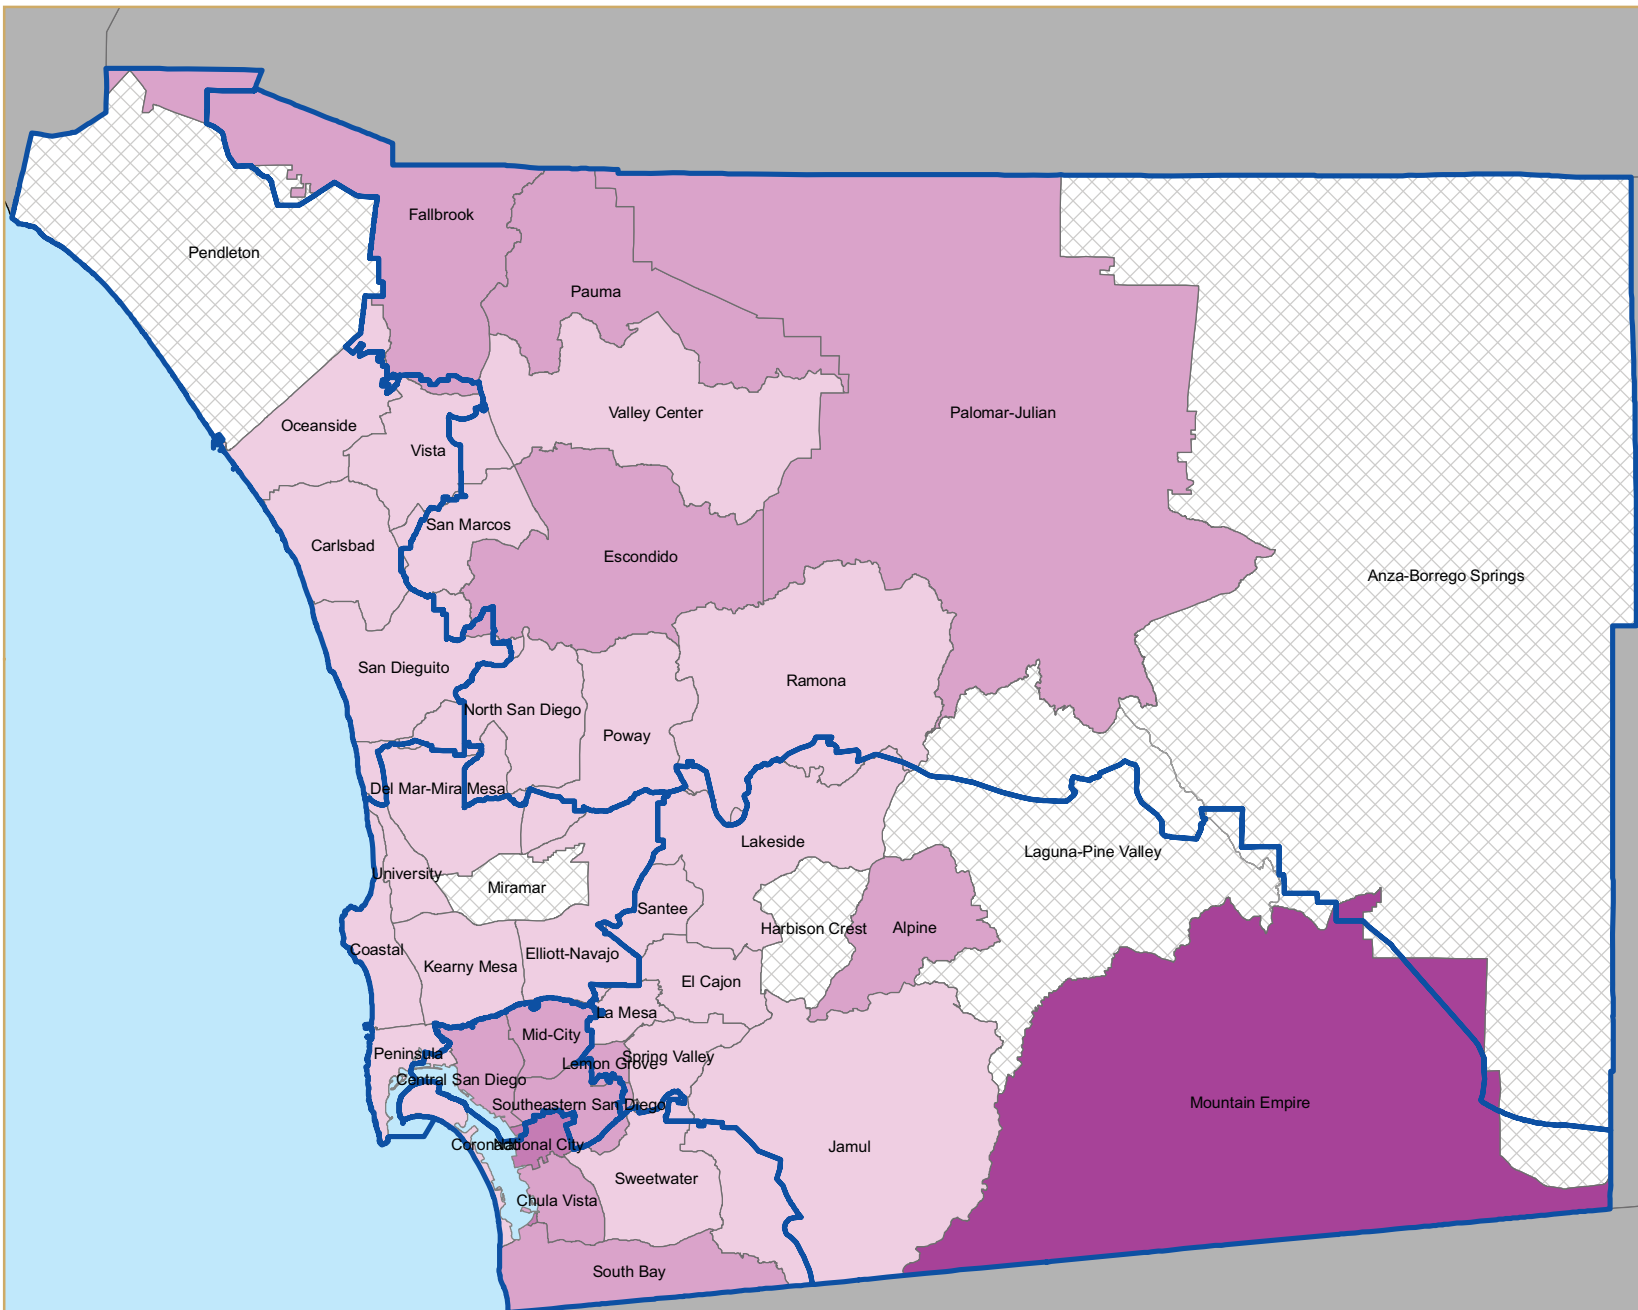 Fallbrook
Pendleton
Pauma
Valley Center
Palomar-Julian
Oceanside
Vista
San Marcos
Carlsbad
Escondido
Anza-Borrego Springs
San Dieguito
Ramona
North San Diego
Poway
Del Mar-Mira Mesa
Lakeside
Laguna-Pine Valley
University
Miramar
Santee
Harbison Crest
Alpine
Coastal
Elliott-Navajo
Kearny Mesa
El Cajon
La Mesa
Mid-City
Peninsula
Spring Valley
Lemon Grove
Central San Diego
Southeastern San Diego
Mountain Empire
Coronado
National City
Jamul
Sweetwater
Chula Vista
South Bay